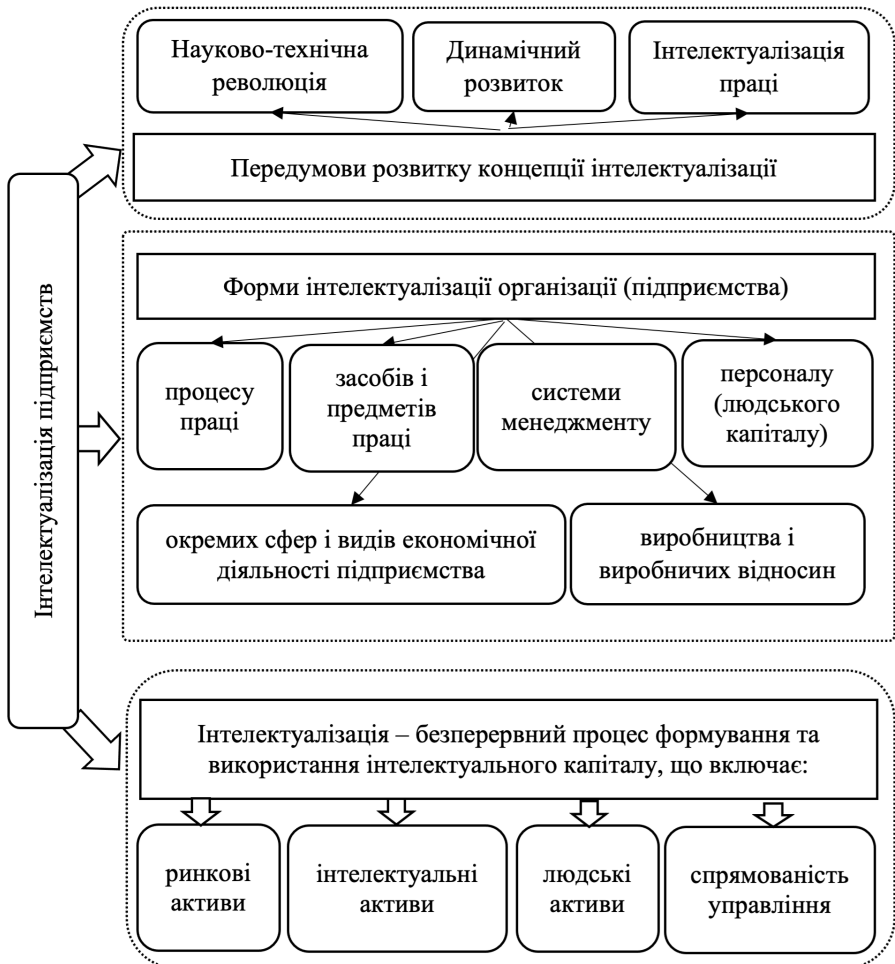 Науково-технічна
революція
Динамічний
розвиток
Інтелектуалізація
праці
Передумови розвитку концепції інтелектуалізації
Інтелектуалізація підприємств
Форми інтелектуалізації організації (підприємства)
процесу
праці
засобів і
предметів
праці
системи
менеджменту
персоналу
(людського
капіталу)
окремих сфер і видів економічної
діяльності підприємства
виробництва і
виробничих відносин
Інтелектуалізація – безперервний процес формування та
використання інтелектуального капіталу, що включає:
ринкові
активи
інтелектуальні
активи
людські
активи
спрямованість
управління